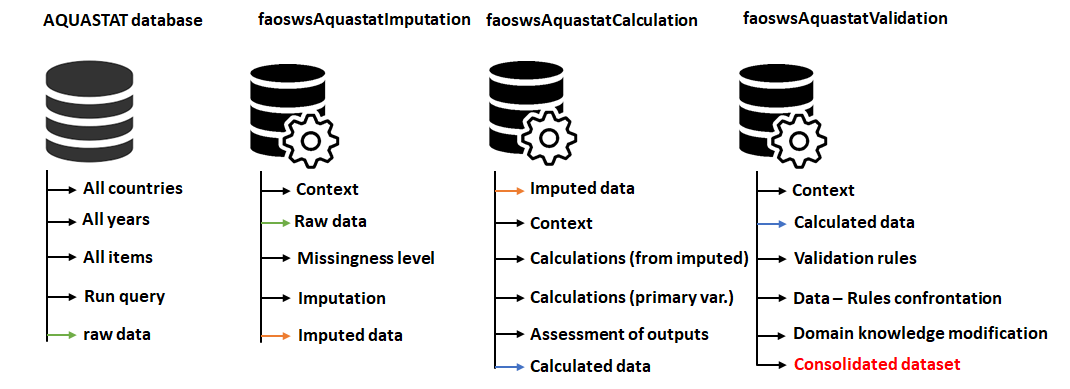 AQUASTAT database
All countries
All years
All items
Run query
raw data
faoswsAquastatImputation
Context
Raw data
Missingness level
Imputation
Imputed data
faoswsAquastatCalculation
Imputed data
Context
Calculations (from imputed)
Calculations (primary var.)
Assessment of outputs
Calculated data
faoswsAquastatValidation
Context
Calculated data
Validation rules
Data – Rules confrontation
Domain knowledge modification
Consolidated dataset